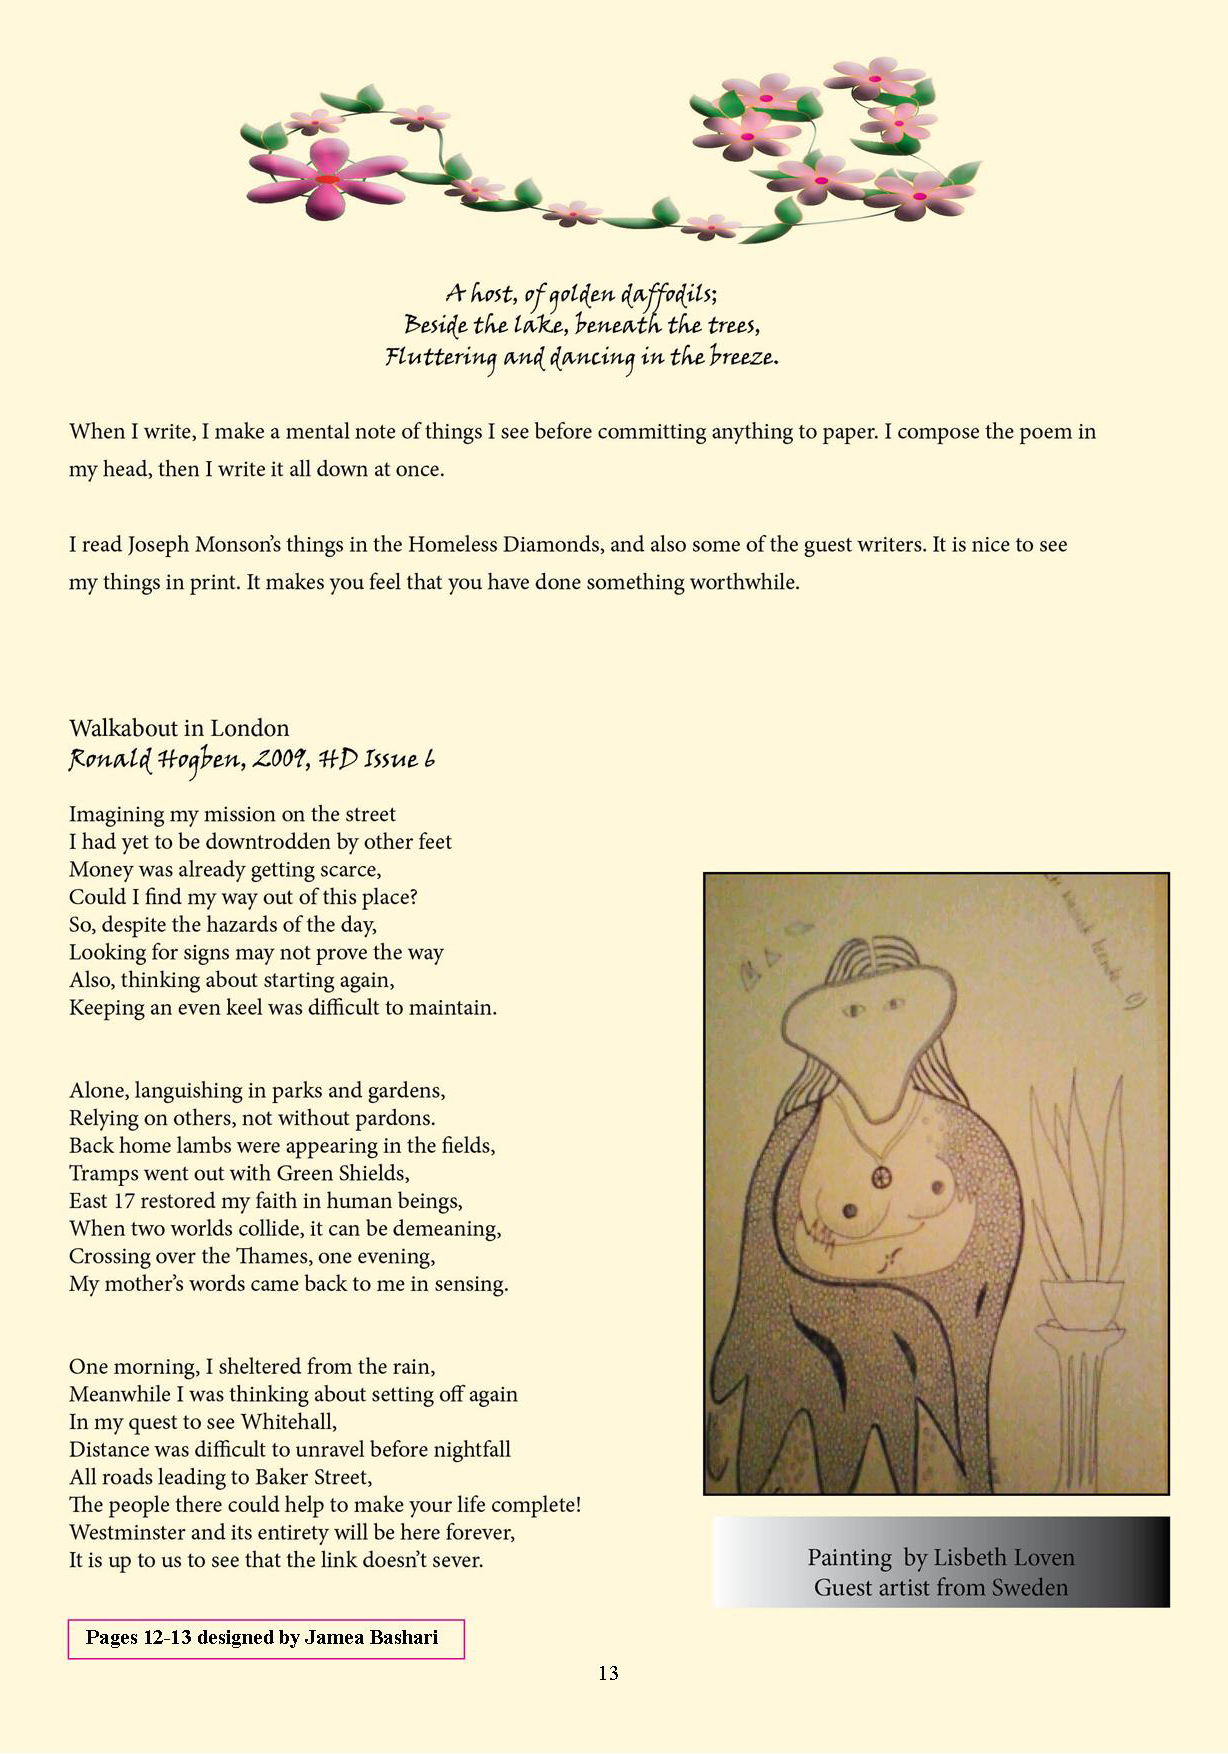 A host, of golden daffodils;
Beside the lake, beneath the trees,
Fluttering and dancing in the breeze.
When I write, I make a mental note of things I see before committing anything to paper. I compose the poem in
my head, then I write it all down at once.
I read Joseph Monson's things in the Homeless Diamonds, and also some of the guest writers. It is nice to see
my things in print. It makes you feel that you have done something worthwhile.
Walkabout in London
Ronald Hogben, 2009, HD Issue 6
Imagining my mission on the street
I had yet to be downtrodden by other feet
Money was already getting scarce,
Could I find my way out of this place?
So, despite the hazards of the day,
Looking for signs may not prove the way
Also, thinking about starting again,
Keeping an even keel was difficult to maintain.
Alone, languishing in parks and gardens,
Relying on others, not without pardons.
Back home lambs were appearing in the fields,
Tramps went out with Green Shields,
East 17 restored my faith in human beings,
When two worlds collide, it can be demeaning,
Crossing over the Thames, one evening,
My mother's words came back to me in sensing.
One morning, I sheltered from the rain,
Meanwhile I was thinking about setting off again
In my quest to see Whitehall,
Distance was difficult to unravel before nightfall
All roads leading to Baker Street,
The people there could help to make your life complete!
Westminster and its entirety will be here forever,
It is up to us to see that the link doesn't sever.
Painting by Lisbeth Loven
Guest artist from Sweden
Pages 12-13 designed by Jamea Bashari
13